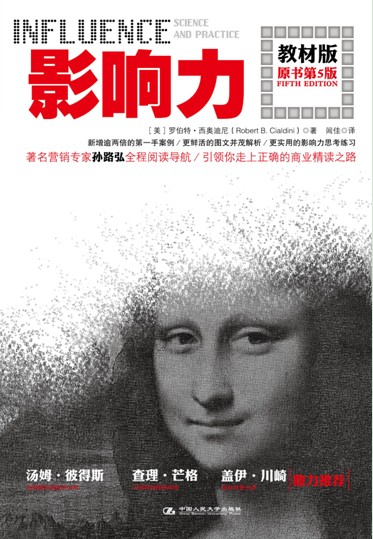 INFLUENCE
SCIENCE
AND PRACTICE
影响力
教材版
原书第5版
FIFTH EDITION
[美]罗伯特·西奥迪尼(Robert B. Cialdini)◎著 闾佳◎译
新增逾两倍的第一手案例/更鲜活的图文并茂解析/更实用的影响力思考练习
著名营销专家孙路弘全程阅读导航/引领你走上正确的商业精读之路
汤姆·彼得斯 查理·芒格 盖伊·川崎 [鼎力推荐]
中国人民大学出版社